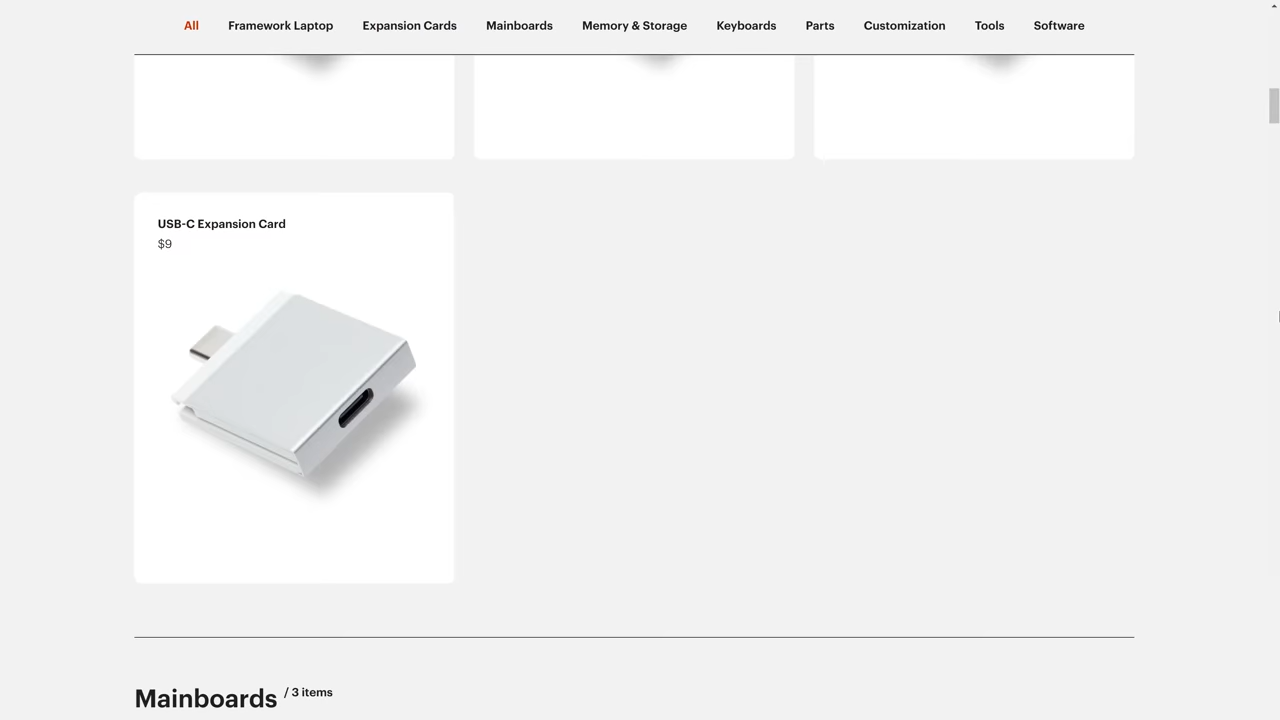 All Framework Laptop Expansion Cards Mainboards Memory & Storage Keyboards Parts Customization Tools Software
USB-C Expansion Card
$9
Mainboards / 3 items